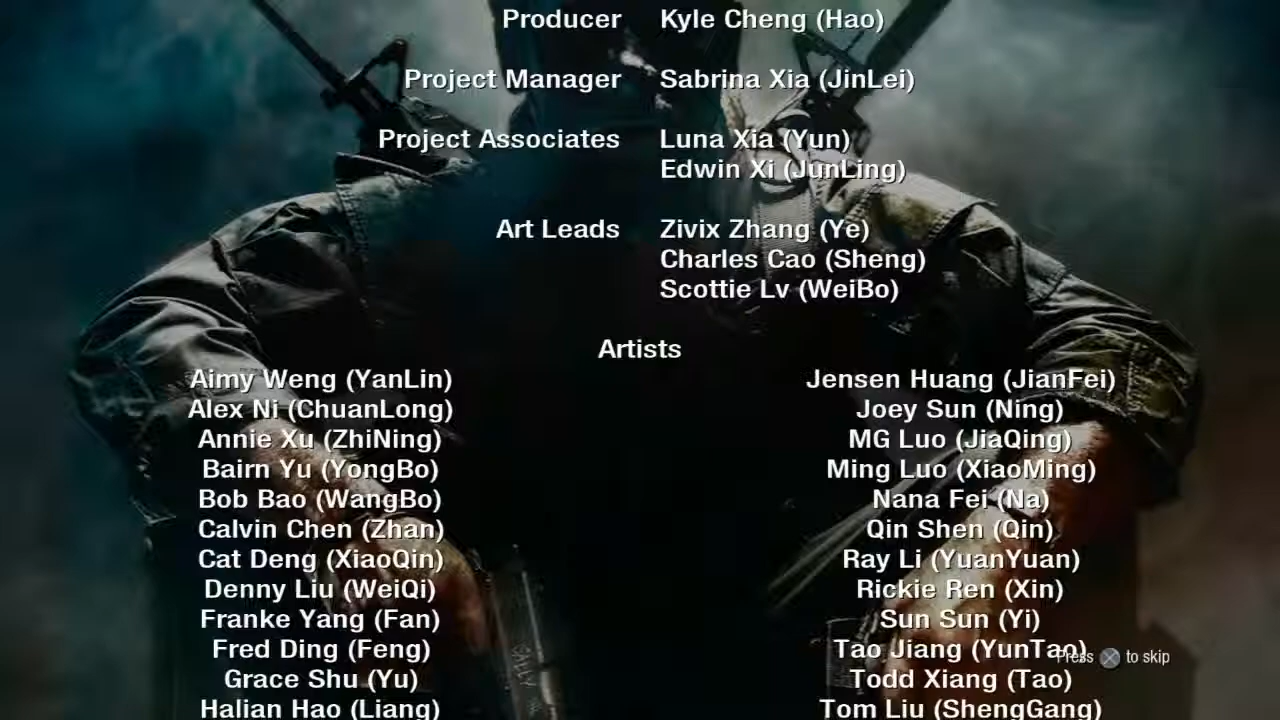 Producer Kyle Cheng (Hao)
Project Manager Sabrina Xia (JinLei)
Project Associates Luna Xia (Yun)
Edwin Xi (JunLing)
Art Leads Zivix Zhang (Ye)
Charles Cao (Sheng)
Scottie Lv (WeiBo)
Artists
Aimy Weng (YanLin) Jensen Huang (JianFei)
Alex Ni (ChuanLong) Joey Sun (Ning)
Annie Xu (ZhiNing) MG Luo (JiaQing)
Bairn Yu (YongBo) Ming Luo (XiaoMing)
Bob Bao (WangBo) Nana Fei (Na)
Calvin Chen (Zhan) Qin Shen (Qin)
Cat Deng (XiaoQin) Ray Li (YuanYuan)
Denny Liu (WeiQi) Rickie Ren (Xin)
Franke Yang (Fan) Sun Sun (Yi)
Fred Ding (Feng) Tao Jiang (YunTao)
Press to skip
Grace Shu (Yu) Todd Xiang (Tao)
Halian Hao (Liang) Tom Liu (ShengGang)